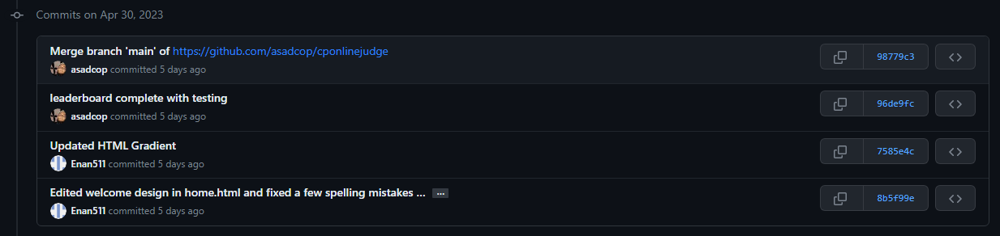 Commits on Apr 30, 2023
Merge branch 'main' of https://github.com/asadcop/cponlinejudge
asadcop committed 5 days ago
98779c3
leaderboard complete with testing
asadcop committed 5 days ago
96de9fc
Updated HTML Gradient
Enan511 committed 5 days ago
7585e4c
Edited welcome design in home.html and fixed a few spelling mistakes ... ...
Enan511 committed 5 days ago
8b5f99e